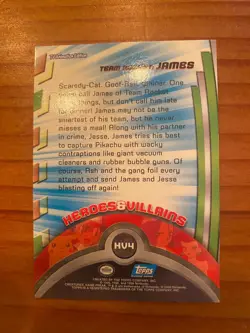 TEAM ROCKET: JAMES
Scaredy-Cat. Goof-Ball. Whiner. One
could call James of Team Rocket
things, but don't call him late
for dinner! James may not be the
smartest of his team, but he never
misses a meal! Along with his partner
in crime, Jesse, James tries his best
to capture Pikachu with wacky
contraptions like giant vacuum
cleaners and rubber bubble guns. Of
course, Ash and the gang foil every
attempt and send James and Jesse
blasting off again!
HEROES & VILLAINS
HV4
TOPPS